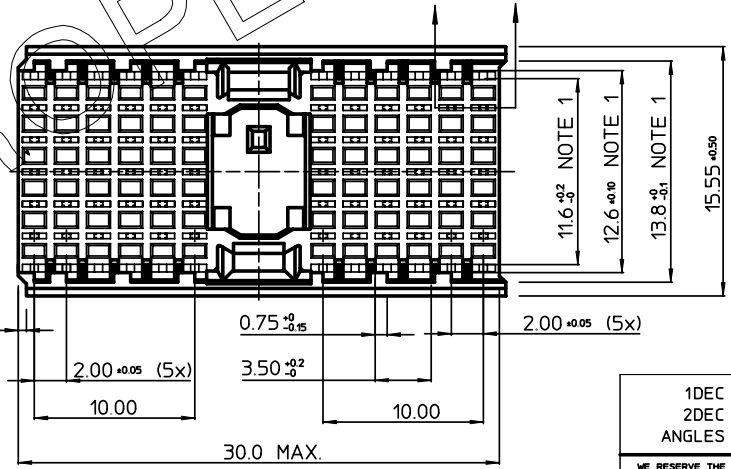 OPE
11.6 +0.2 -0 NOTE 1
12.6 ±0.10 NOTE 1
13.8 +0 -0.1 NOTE 1
15.55 ±0.50
0.75 +0 -0.15
2.00 ±0.05 (5x)
2.00 ±0.05 (5x)
3.50 +0.2 -0
10.00
10.00
30.0 MAX.
1DEC
2DEC
ANGLES
WE RESERVE THE